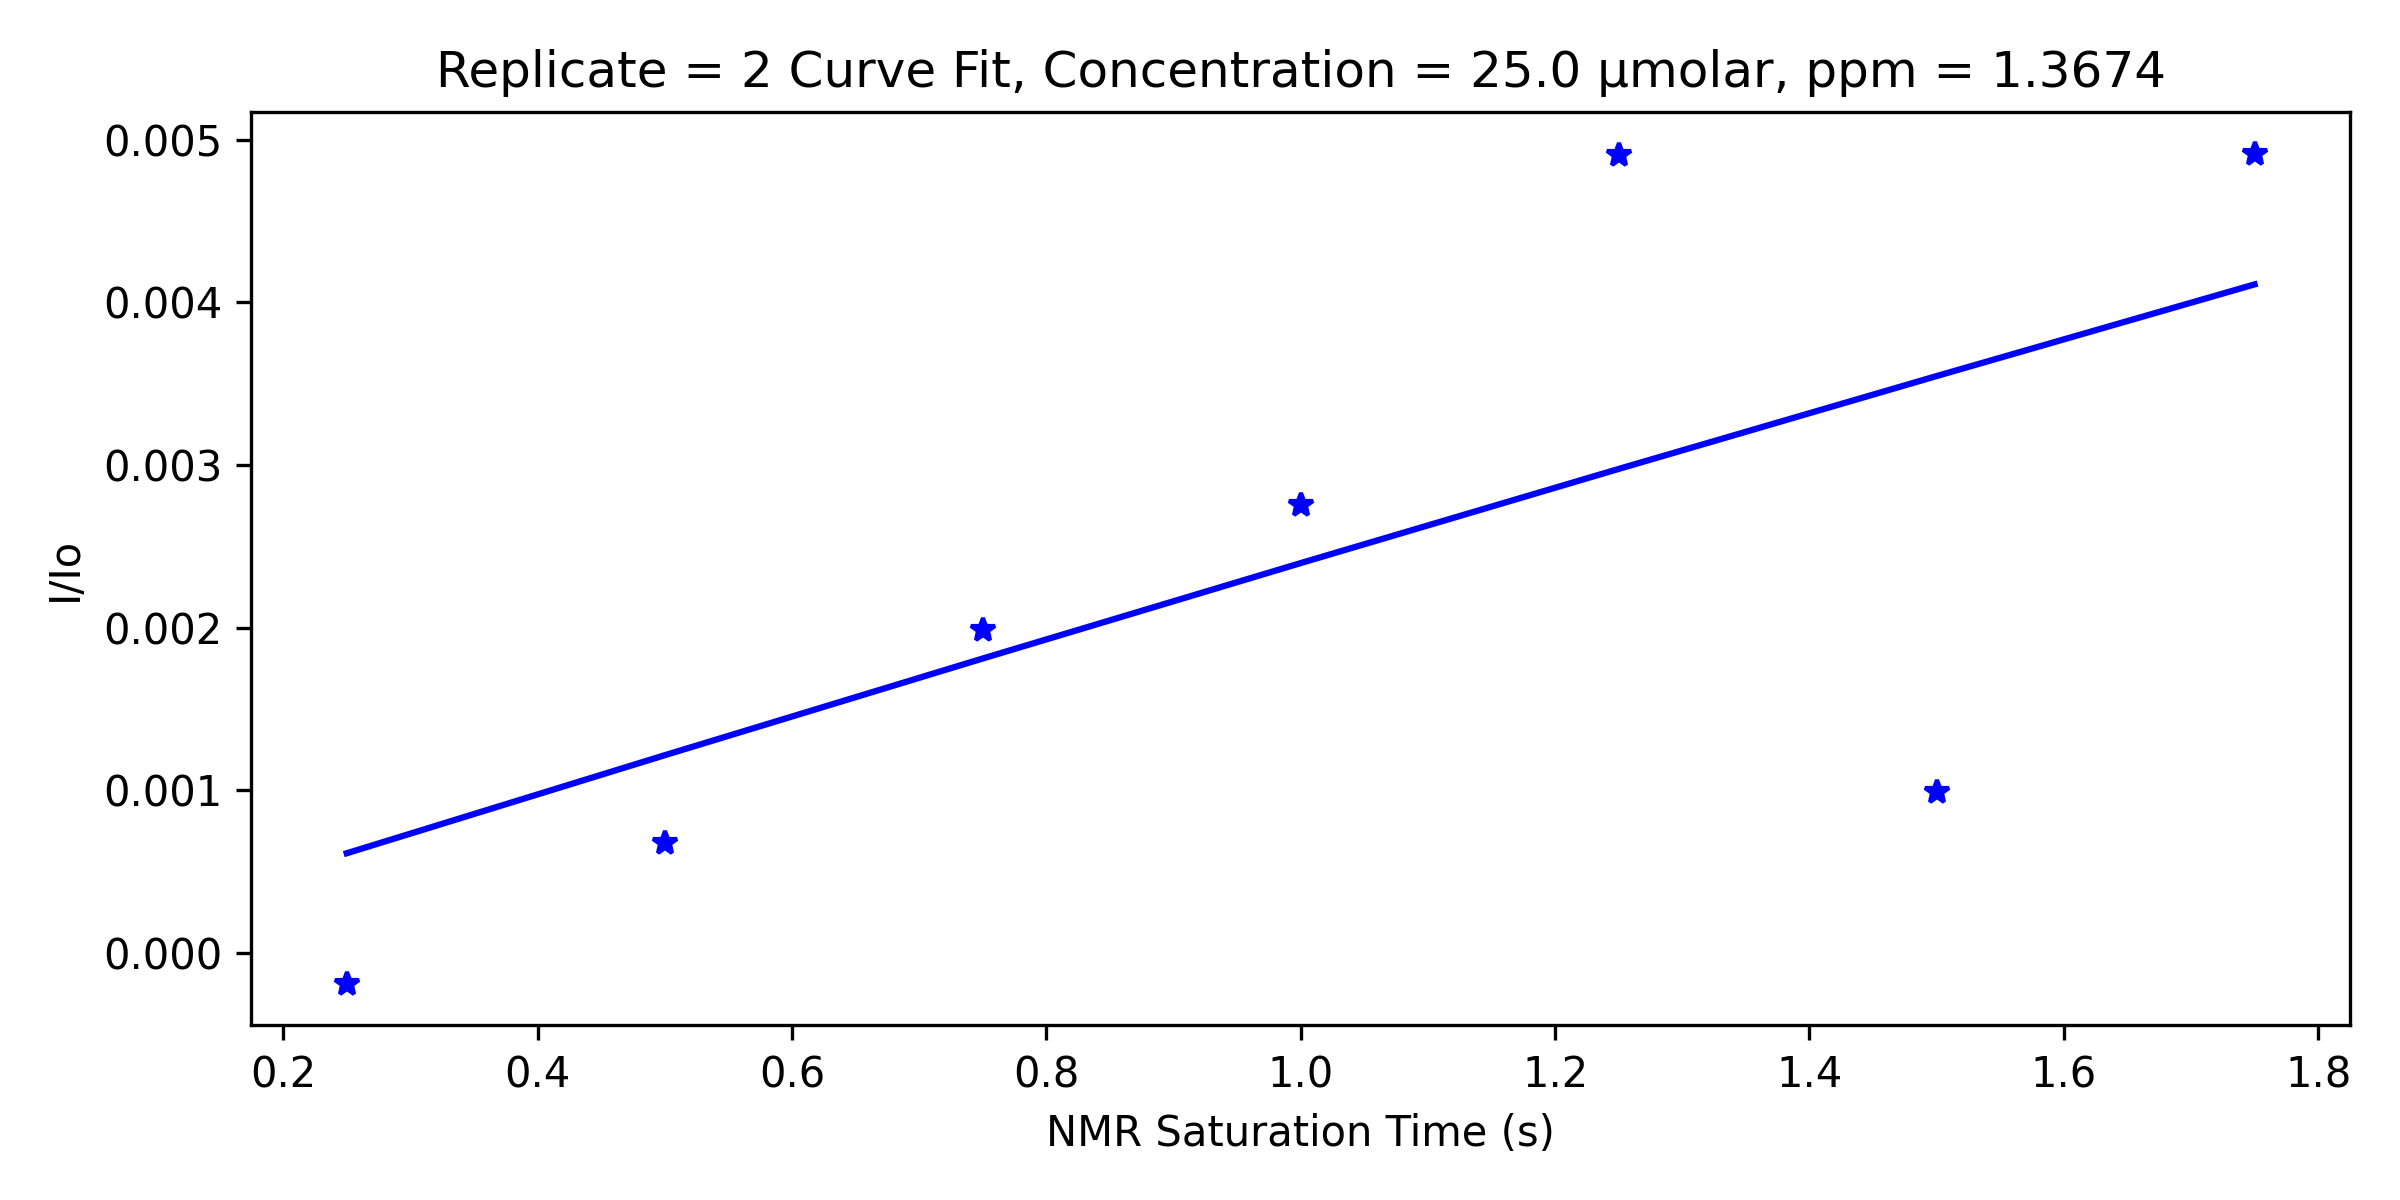 Replicate = 2 Curve Fit, Concentration = 25.0 µmolar, ppm = 1.3674
0.005
0.004
0.003
0.002
0.001
0.000
I/Io
0.2 0.4 0.6 0.8 1.0 1.2 1.4 1.6 1.8
NMR Saturation Time (s)